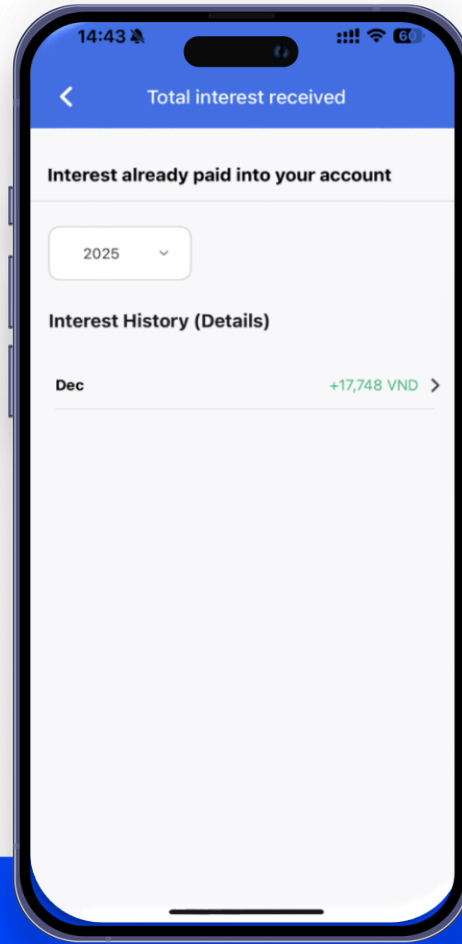 14:43
60
Total interest received
Interest already paid into your account
2025
Interest History (Details)
Dec +17,748 VND